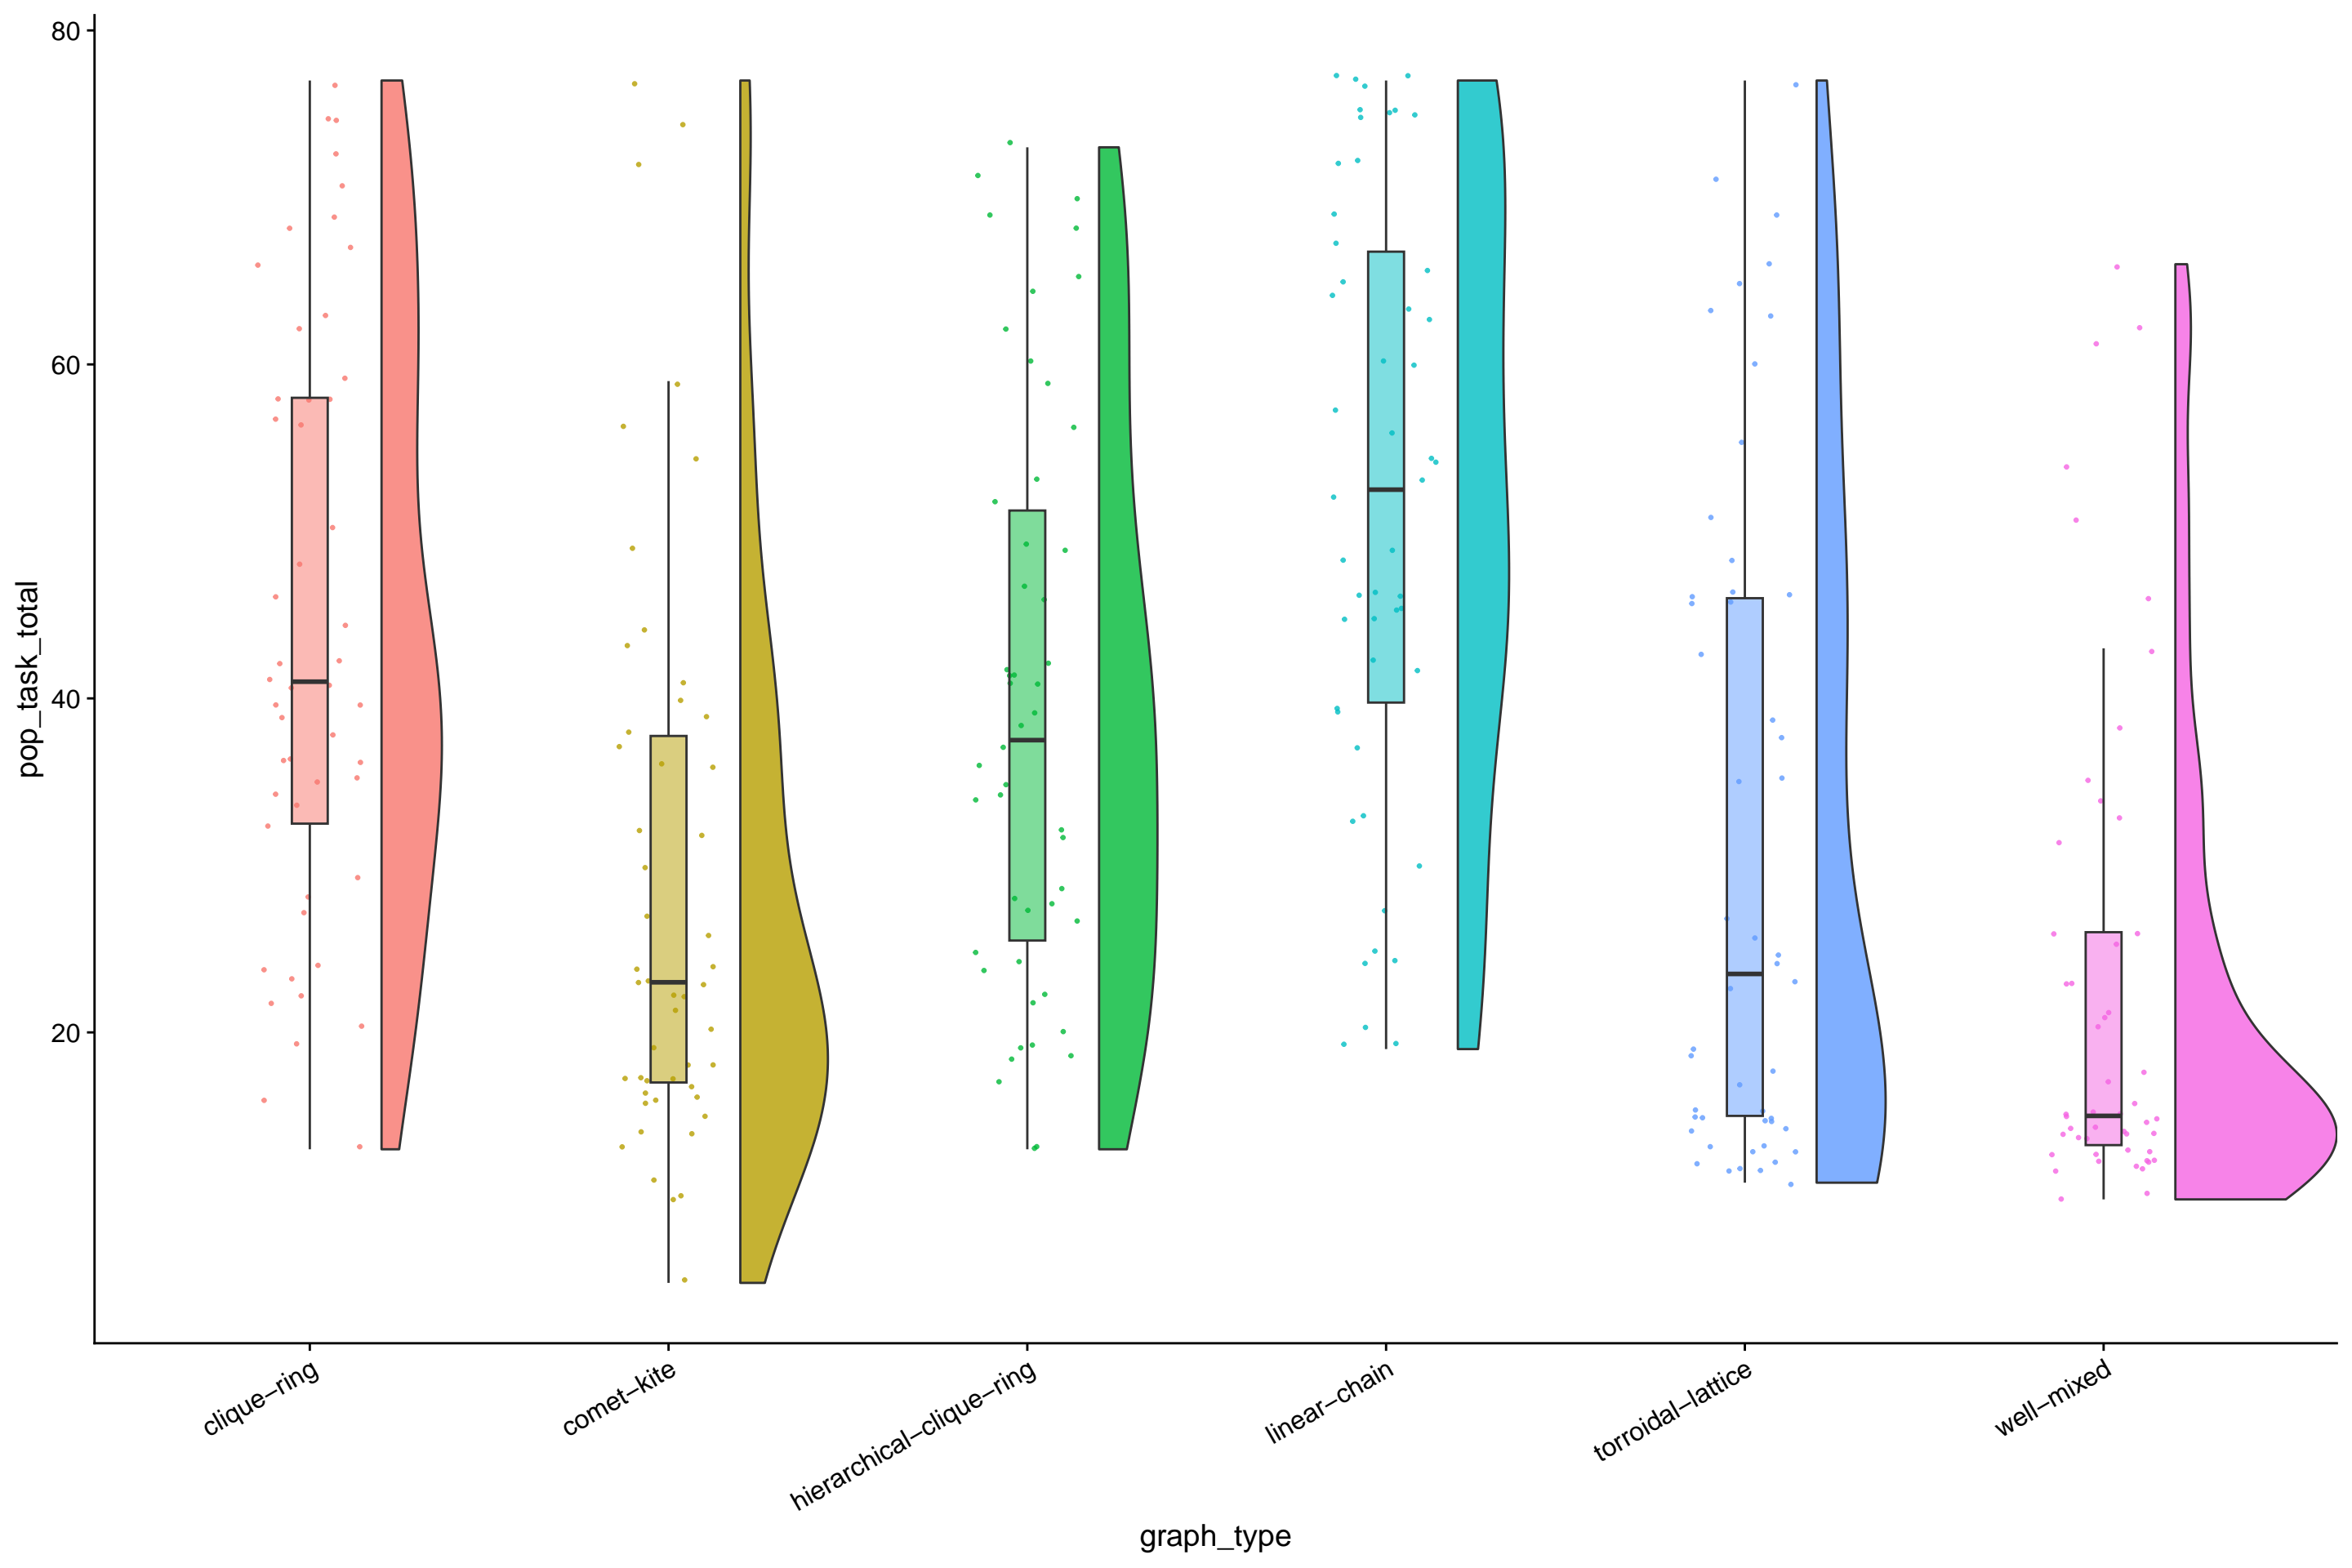 80
60
40
20
pop_task_total
clique−ring
comet−kite
hierarchical−clique−ring
linear−chain
torroidal−lattice
well−mixed
graph_type